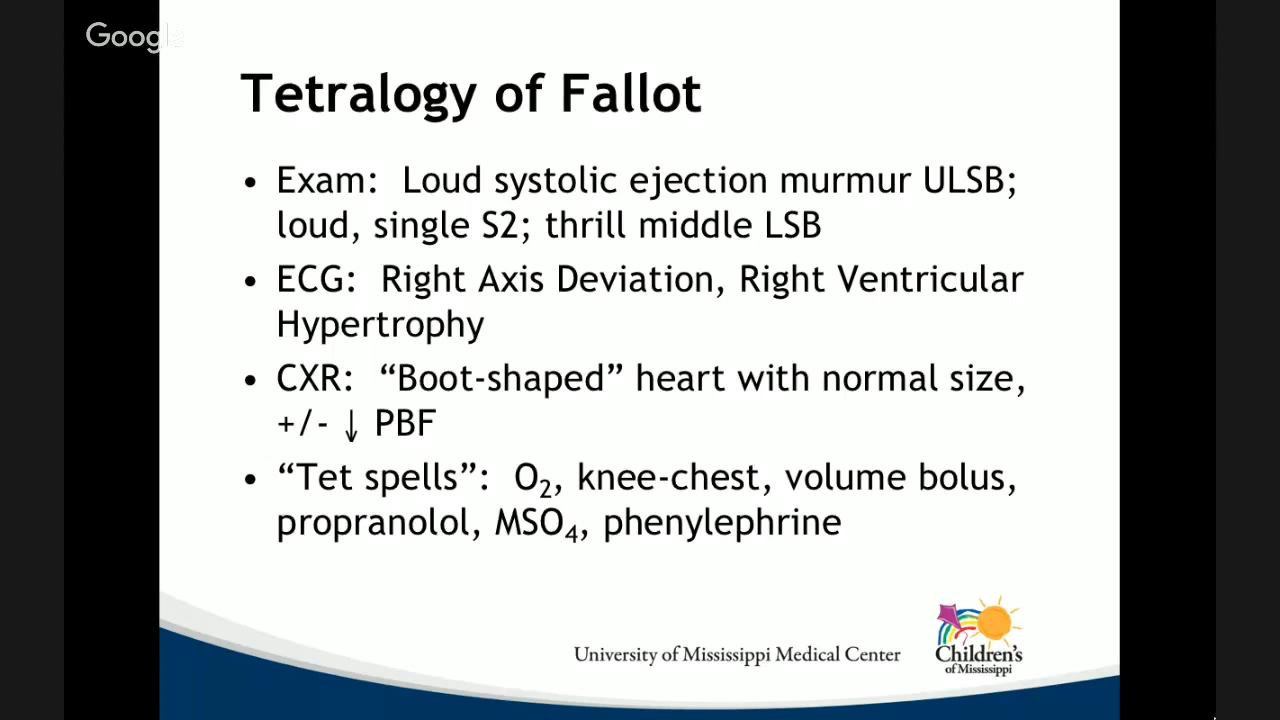 Google
Tetralogy of Fallot
• Exam: Loud systolic ejection murmur ULSB;
loud, single S2; thrill middle LSB
• ECG: Right Axis Deviation, Right Ventricular
Hypertrophy
• CXR: “Boot-shaped” heart with normal size,
+/- ↓ PBF
• “Tet spells”: O₂, knee-chest, volume bolus,
propranolol, MSO₄, phenylephrine
University of Mississippi Medical Center
Children's
of Mississippi